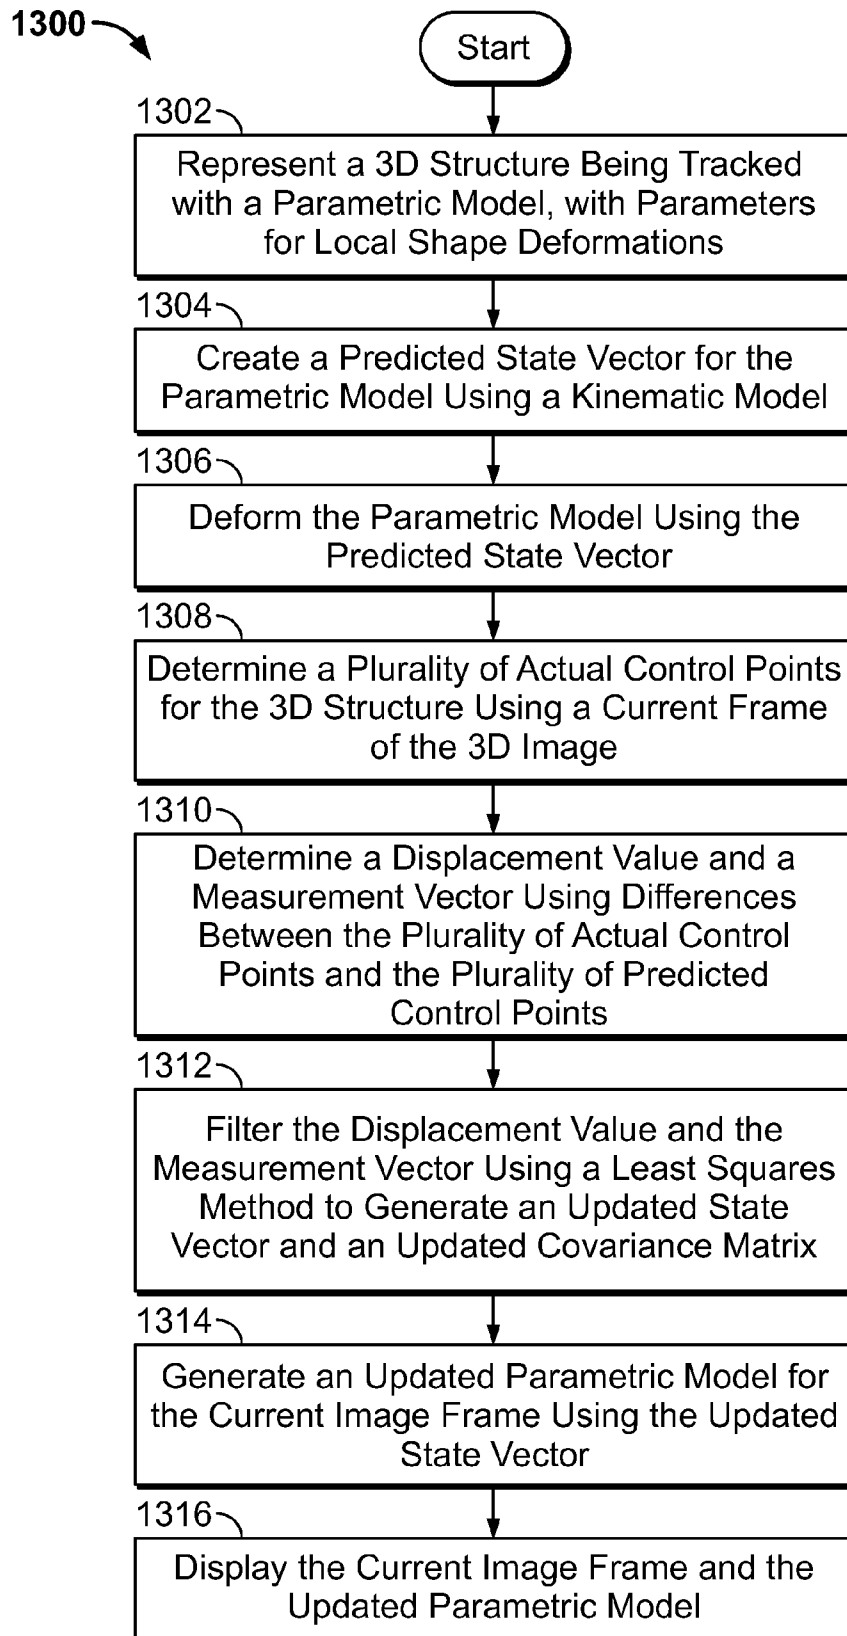 1300
Start
1302
Represent a 3D Structure Being Tracked
with a Parametric Model, with Parameters
for Local Shape Deformations
1304
Create a Predicted State Vector for the
Parametric Model Using a Kinematic Model
1306
Deform the Parametric Model Using the
Predicted State Vector
1308
Determine a Plurality of Actual Control Points
for the 3D Structure Using a Current Frame
of the 3D Image
1310
Determine a Displacement Value and a
Measurement Vector Using Differences
Between the Plurality of Actual Control
Points and the Plurality of Predicted
Control Points
1312
Filter the Displacement Value and the
Measurement Vector Using a Least Squares
Method to Generate an Updated State
Vector and an Updated Covariance Matrix
1314
Generate an Updated Parametric Model for
the Current Image Frame Using the Updated
State Vector
1316
Display the Current Image Frame and the
Updated Parametric Model